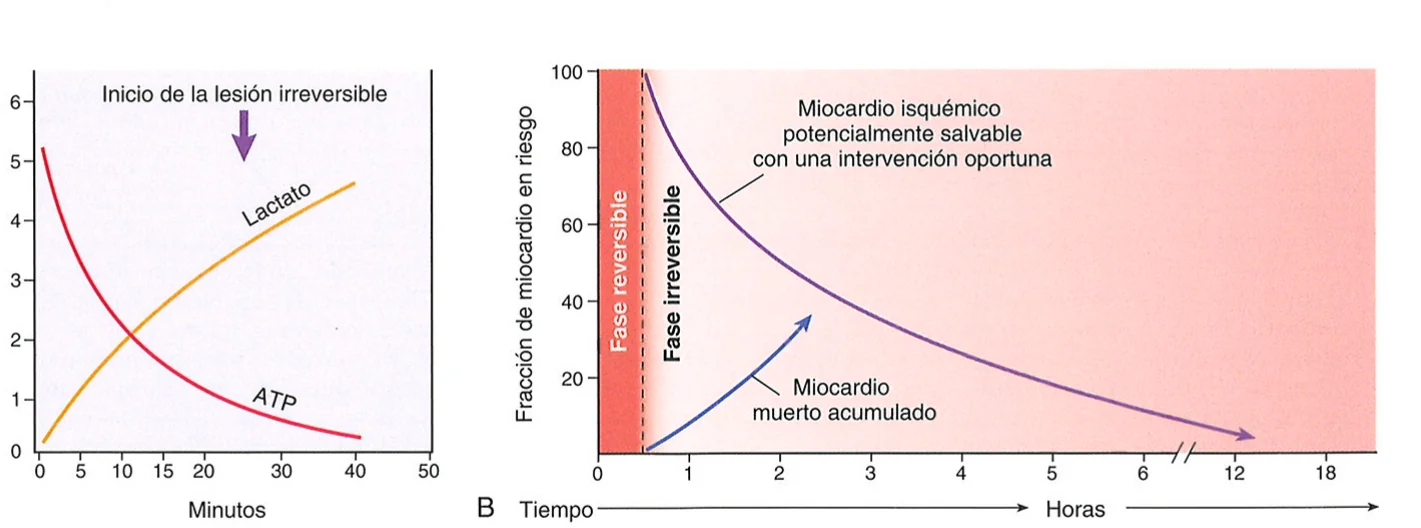 Inicio de la lesión irreversible
6
5
4
3
2
1
0
Lactato
ATP
0 5 10 15 20 30 40 50
Minutos
B
Fracción de miocardio en riesgo
100
80
60
40
20
Fase reversible
Fase irreversible
Miocardio isquémico
potencialmente salvable
con una intervención oportuna
Miocardio
muerto acumulado
0 1 2 3 4 5 6 12 18
Tiempo Horas